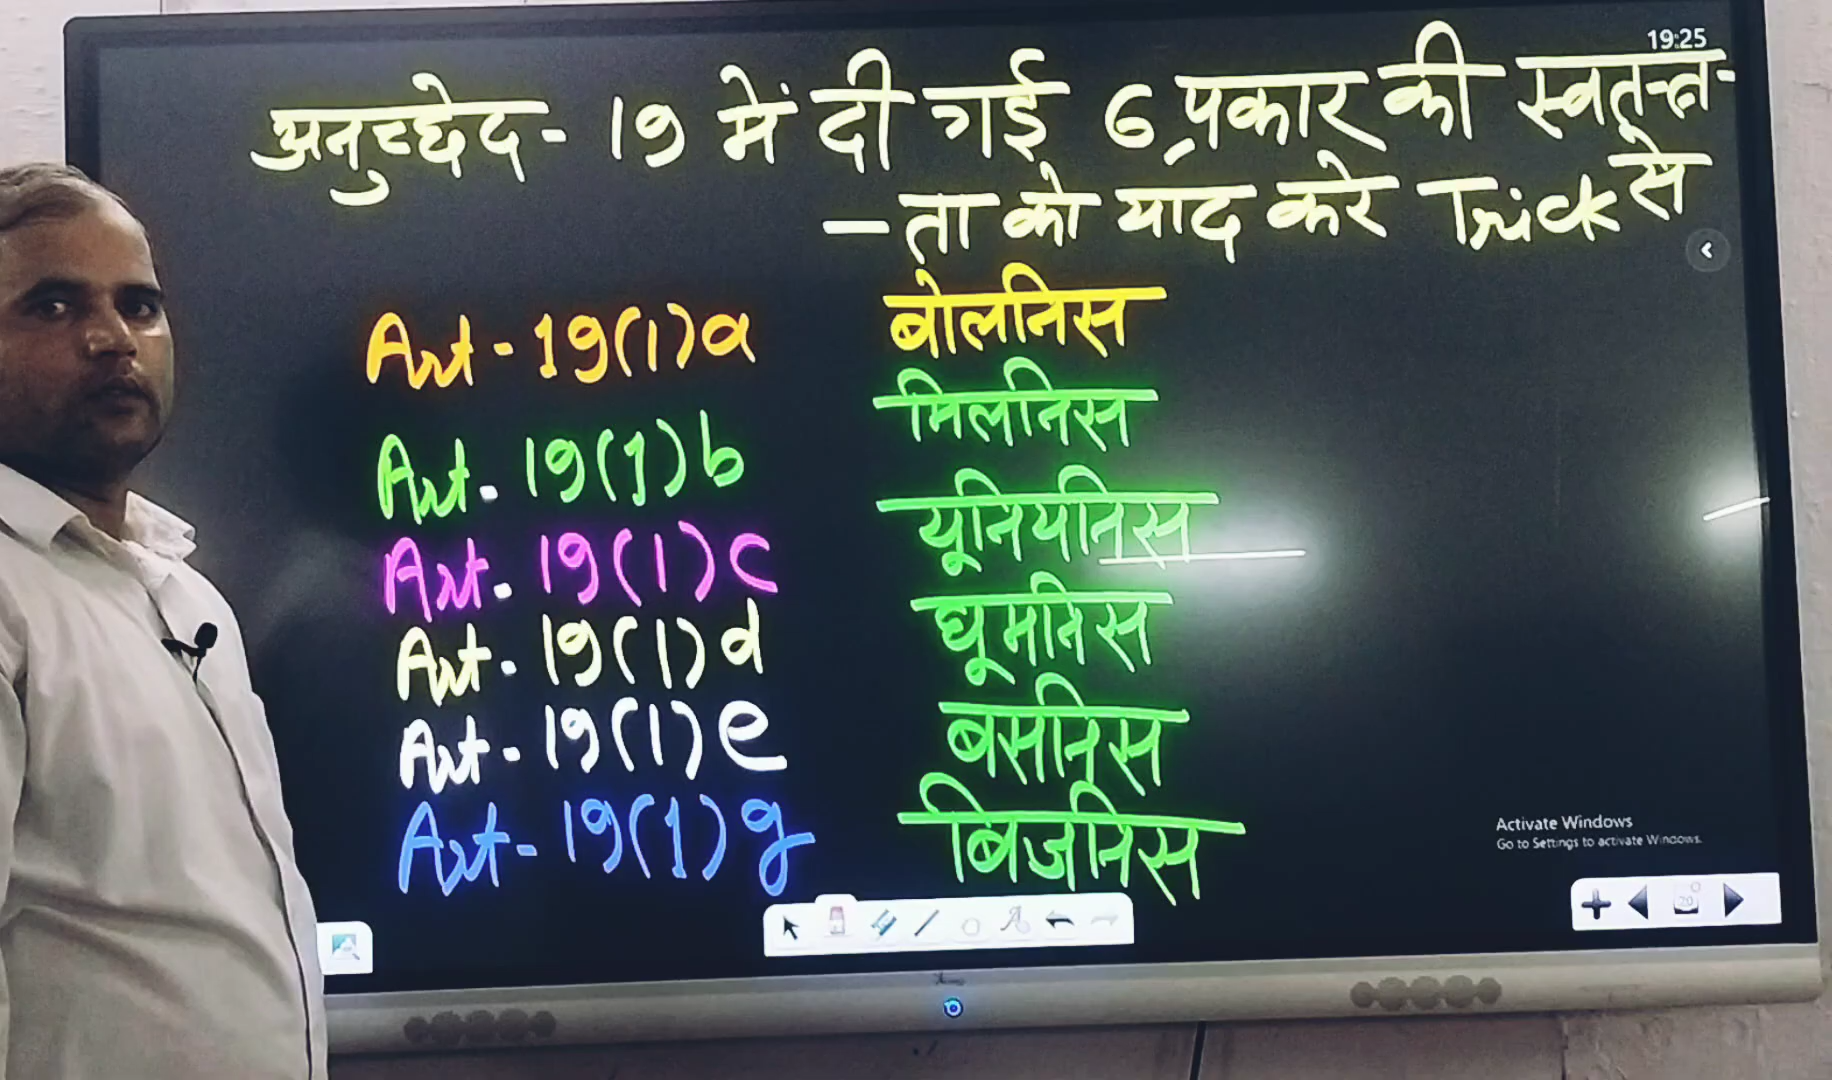 19:25
अनुच्छेद - 19 में दी गई 6 प्रकार की स्वतन्त्र-
- ता को याद करे Trick से
Art - 19(1)a बोलनिस
Art - 19(1)b मिलनिस
Art - 19(1)c यूनियनिस
Art - 19(1)d घूमनिस
Art - 19(1)e बसनिस
Art - 19(1)g बिजनिस
Activate Windows
Go to Settings to activate Windows.
20